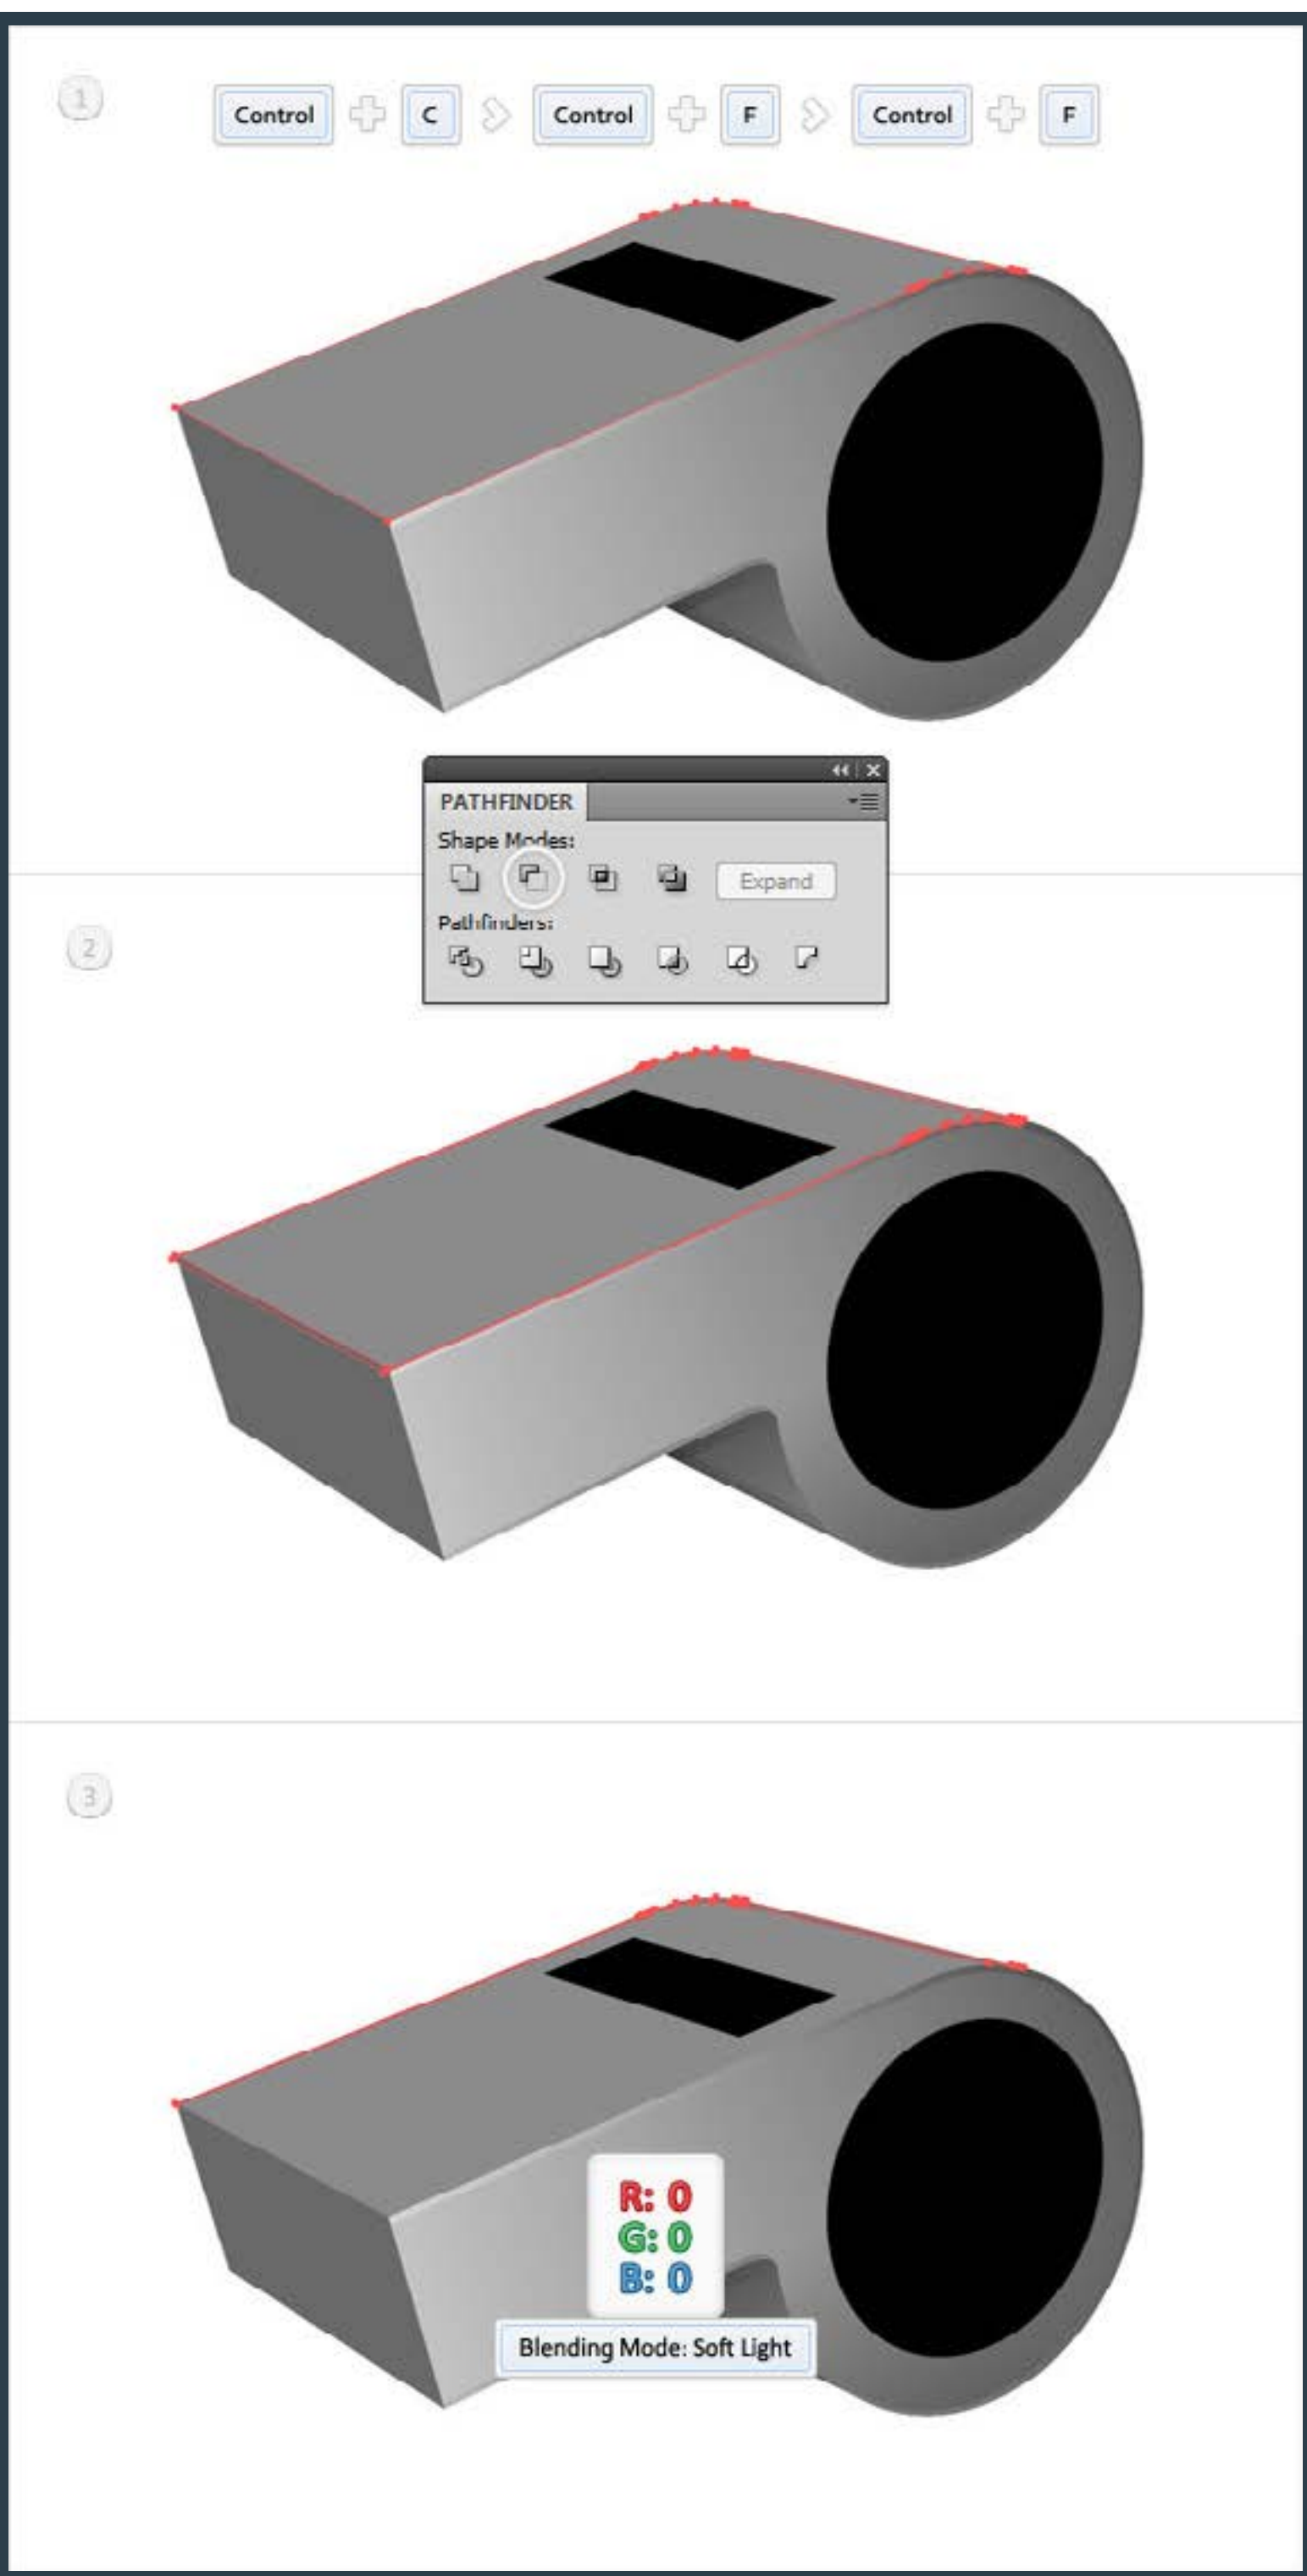 1
Control + C > Control + F > Control + F
PATHFINDER
Shape Modes:
Expand
Pathfinders:
2
3
R: 0
G: 0
B: 0
Blending Mode: Soft Light